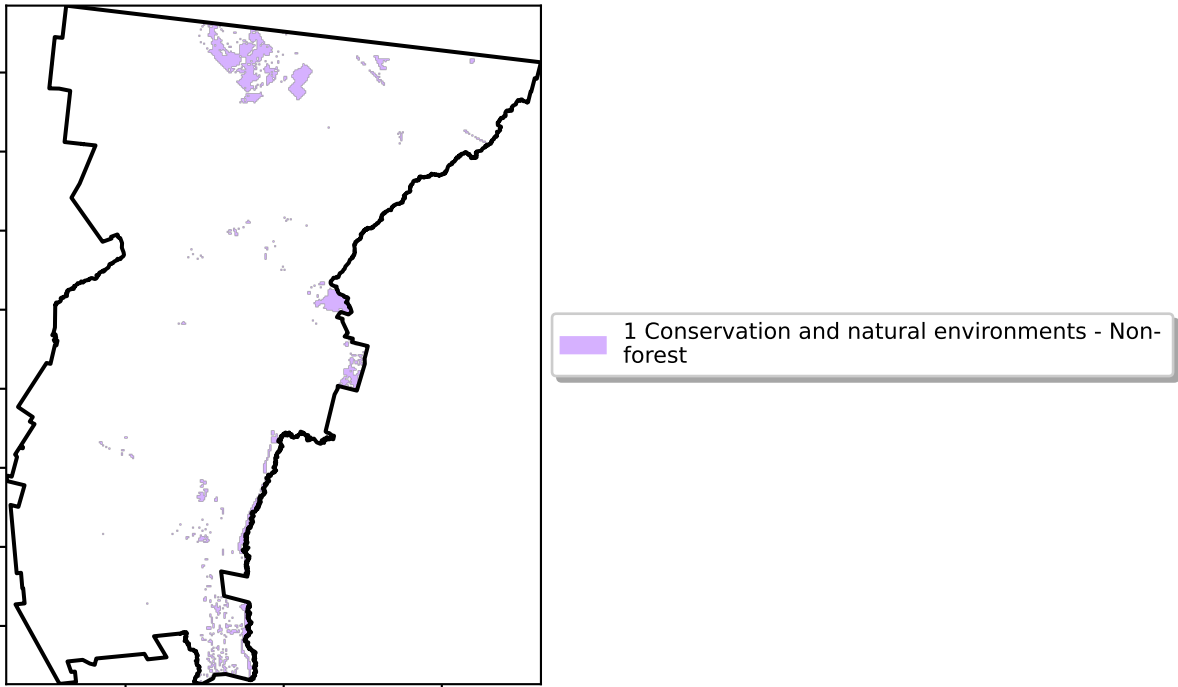 1 Conservation and natural environments - Non-
forest